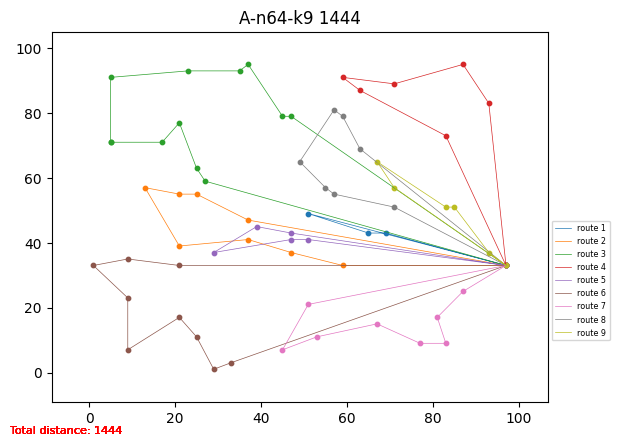 A-n64-k9 1444
100
80
60
40
20
0
0 20 40 60 80 100
route 1
route 2
route 3
route 4
route 5
route 6
route 7
route 8
route 9
Total distance: 1444